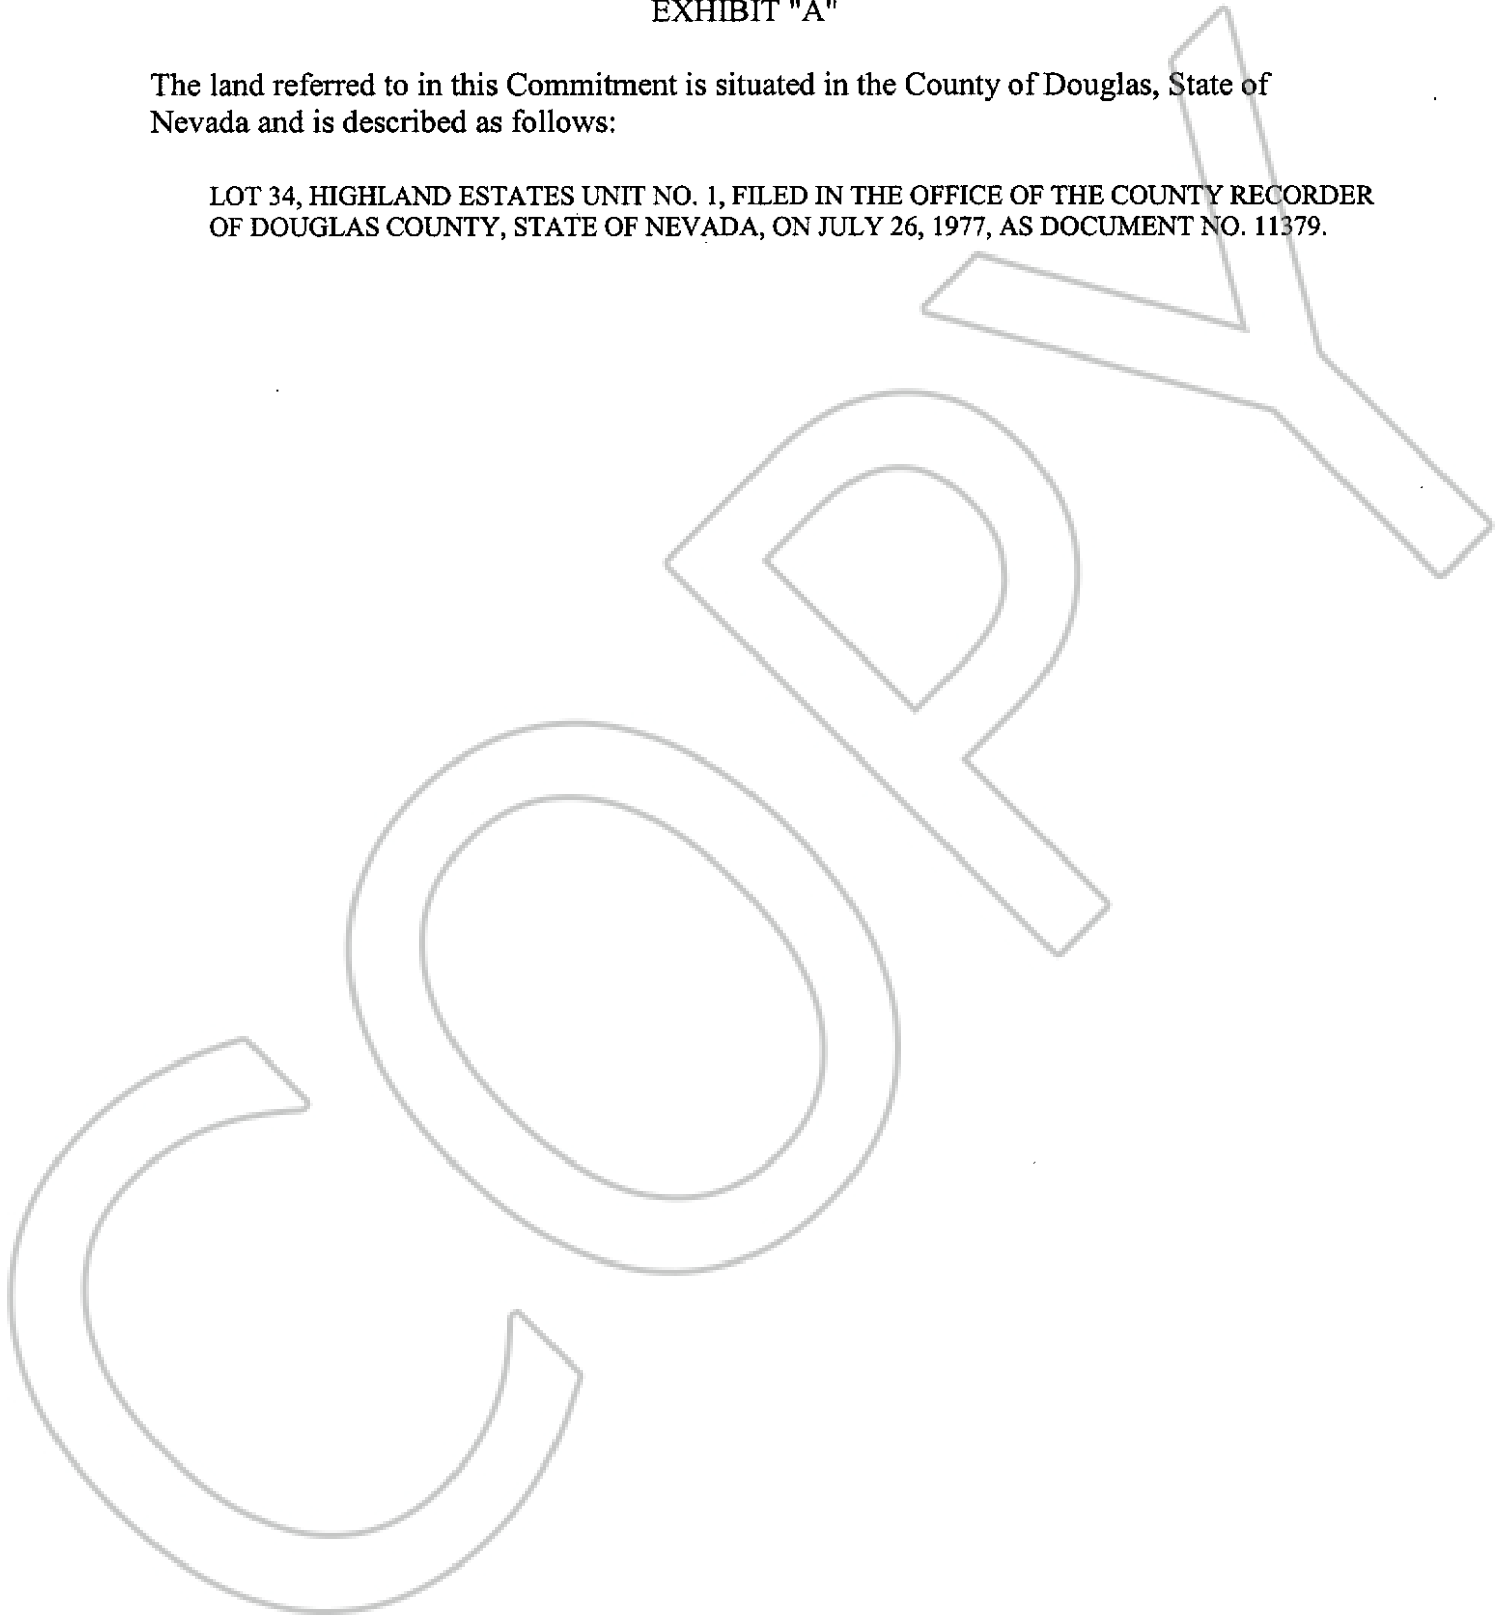 EXHIBIT "A"
The land referred to in this Commitment is situated in the County of Douglas, State of
Nevada and is described as follows:
LOT 34, HIGHLAND ESTATES UNIT NO. 1, FILED IN THE OFFICE OF THE COUNTY RECORDER
OF DOUGLAS COUNTY, STATE OF NEVADA, ON JULY 26, 1977, AS DOCUMENT NO. 11379.
COPY